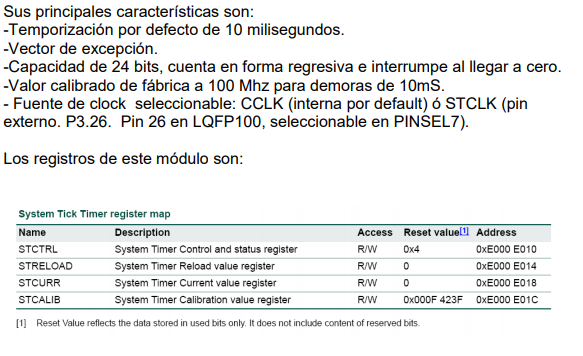 Sus principales características son:
-Temporización por defecto de 10 milisegundos.
-Vector de excepción.
-Capacidad de 24 bits, cuenta en forma regresiva e interrumpe al llegar a cero.
-Valor calibrado de fábrica a 100 Mhz para demoras de 10mS.
- Fuente de clock  seleccionable: CCLK (interna por default) ó STCLK (pin
externo. P3.26.  Pin 26 en LQFP100, seleccionable en PINSEL7).
Los registros de este módulo son:
System Tick Timer register map
Name Description Access Reset value[1] Address
STCTRL System Timer Control and status register R/W 0x4 0xE000 E010
STRELOAD System Timer Reload value register R/W 0 0xE000 E014
STCURR System Timer Current value register R/W 0 0xE000 E018
STCALIB System Timer Calibration value register R/W 0x000F 423F 0xE000 E01C
[1] Reset Value reflects the data stored in used bits only. It does not include content of reserved bits.